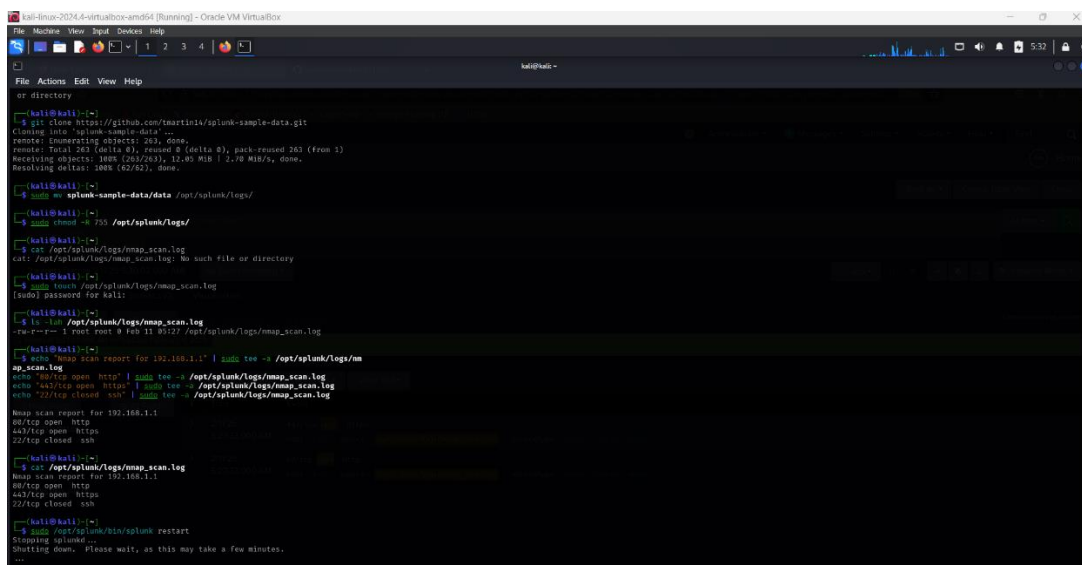 kali-linux-2024.4-virtualbox-amd64 [Running] - Oracle VM VirtualBox
File Machine View Input Devices Help
1 2 3 4
5:32
kali@kali: ~
File Actions Edit View Help
or directory
┌──(kali㉿kali)-[~]
└─$ git clone https://github.com/tmartin14/splunk-sample-data.git
Cloning into 'splunk-sample-data'...
remote: Enumerating objects: 263, done.
remote: Total 263 (delta 0), reused 0 (delta 0), pack-reused 263 (from 1)
Receiving objects: 100% (263/263), 12.05 MiB | 2.70 MiB/s, done.
Resolving deltas: 100% (62/62), done.
┌──(kali㉿kali)-[~]
└─$ sudo mv splunk-sample-data/data /opt/splunk/logs/
┌──(kali㉿kali)-[~]
└─$ sudo chmod -R 755 /opt/splunk/logs/
┌──(kali㉿kali)-[~]
└─$ cat /opt/splunk/logs/nmap_scan.log
cat: /opt/splunk/logs/nmap_scan.log: No such file or directory
┌──(kali㉿kali)-[~]
└─$ sudo touch /opt/splunk/logs/nmap_scan.log
[sudo] password for kali:
┌──(kali㉿kali)-[~]
└─$ ls -lah /opt/splunk/logs/nmap_scan.log
-rw-r--r-- 1 root root 0 Feb 11 05:27 /opt/splunk/logs/nmap_scan.log
┌──(kali㉿kali)-[~]
└─$ echo "Nmap scan report for 192.168.1.1" | sudo tee -a /opt/splunk/logs/nm
ap_scan.log
echo "80/tcp open  http" | sudo tee -a /opt/splunk/logs/nmap_scan.log
echo "443/tcp open  https" | sudo tee -a /opt/splunk/logs/nmap_scan.log
echo "22/tcp closed  ssh" | sudo tee -a /opt/splunk/logs/nmap_scan.log
Nmap scan report for 192.168.1.1
80/tcp open  http
443/tcp open  https
22/tcp closed  ssh
┌──(kali㉿kali)-[~]
└─$ cat /opt/splunk/logs/nmap_scan.log
Nmap scan report for 192.168.1.1
80/tcp open  http
443/tcp open  https
22/tcp closed  ssh
┌──(kali㉿kali)-[~]
└─$ sudo /opt/splunk/bin/splunk restart
Stopping splunkd...
Shutting down.  Please wait, as this may take a few minutes.
...